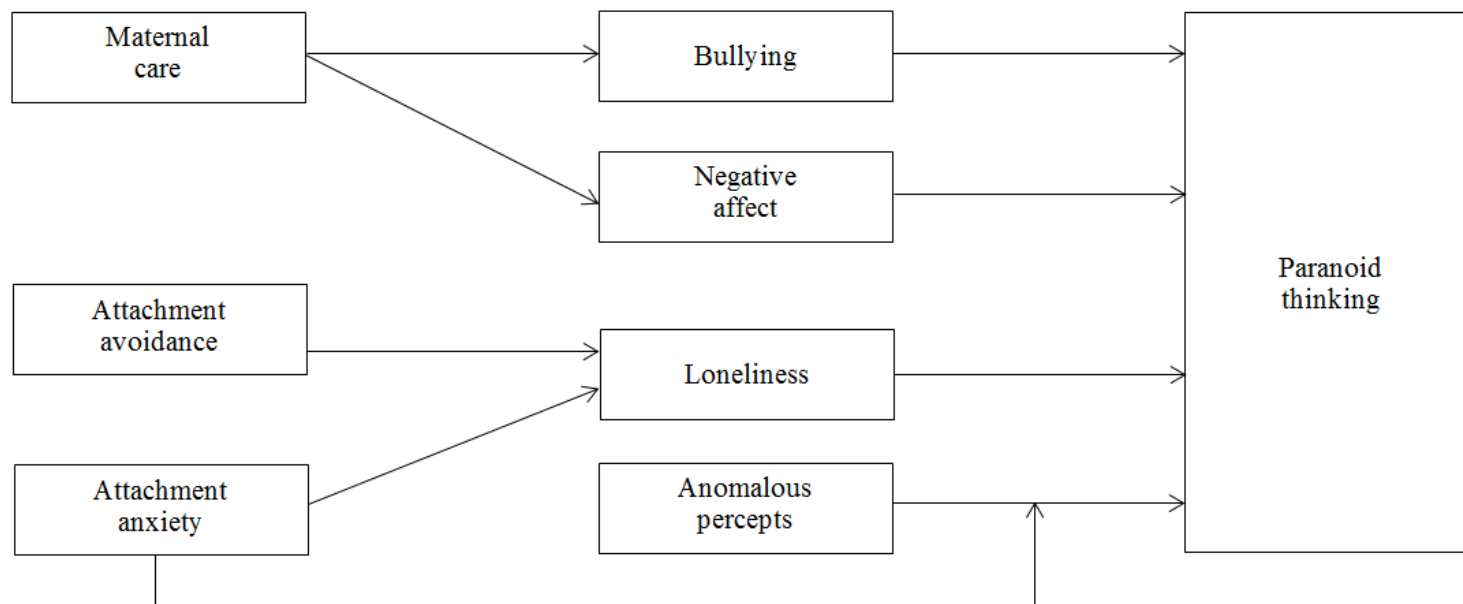 Maternal
care
Bullying
Negative
affect
Paranoid
thinking
Attachment
avoidance
Loneliness
Attachment
anxiety
Anomalous
percepts